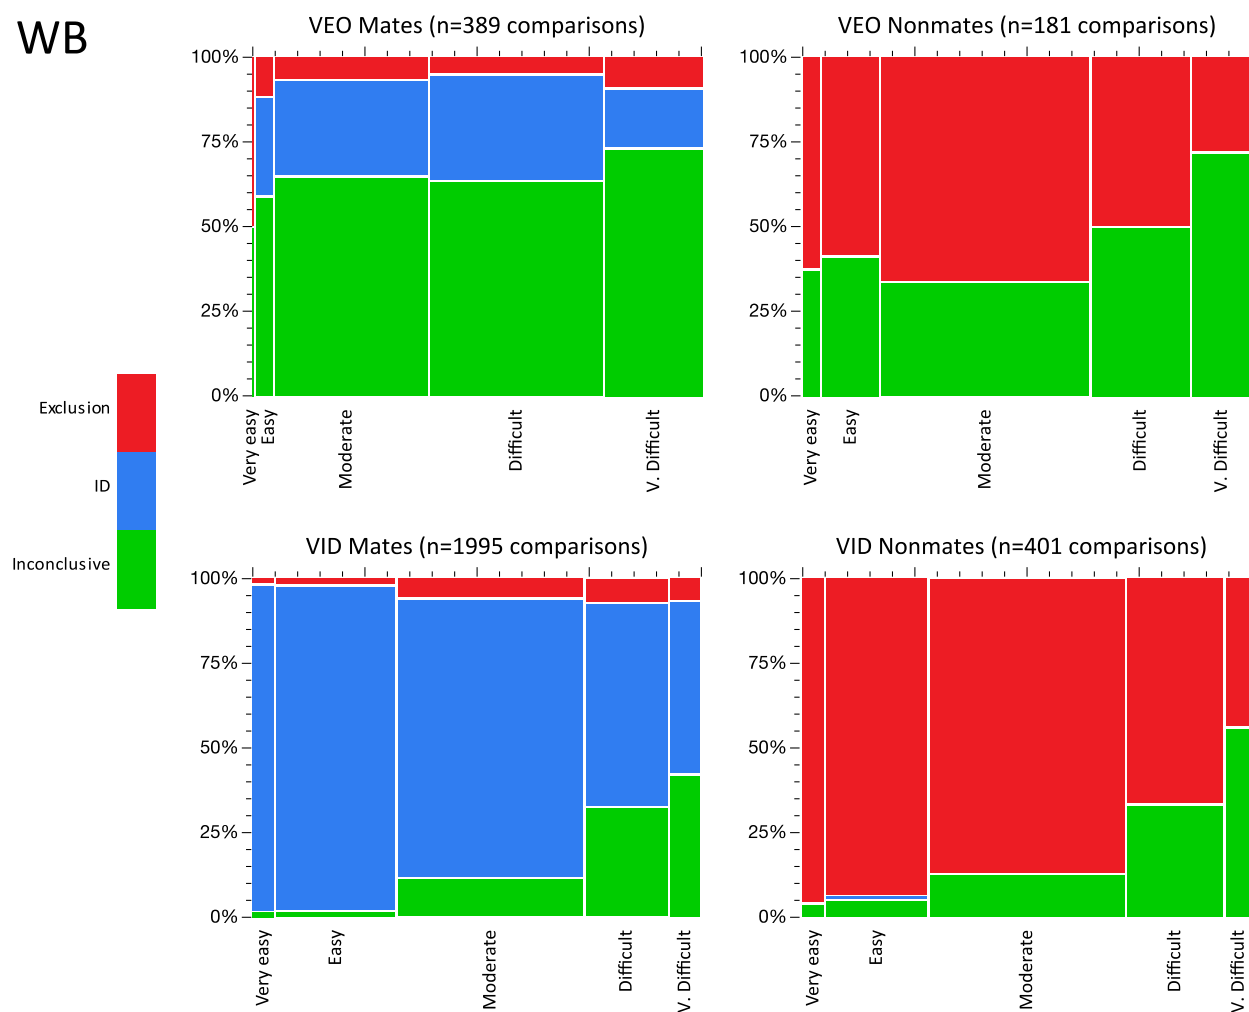 WB
VEO Mates (n=389 comparisons)
100%
75%
50%
25%
0%
Very easy
Easy
Moderate
Difficult
V. Difficult
VEO Nonmates (n=181 comparisons)
100%
75%
50%
25%
0%
Very easy
Easy
Moderate
Difficult
V. Difficult
Exclusion
ID
Inconclusive
VID Mates (n=1995 comparisons)
100%
75%
50%
25%
0%
Very easy
Easy
Moderate
Difficult
V. Difficult
VID Nonmates (n=401 comparisons)
100%
75%
50%
25%
0%
Very easy
Easy
Moderate
Difficult
V. Difficult